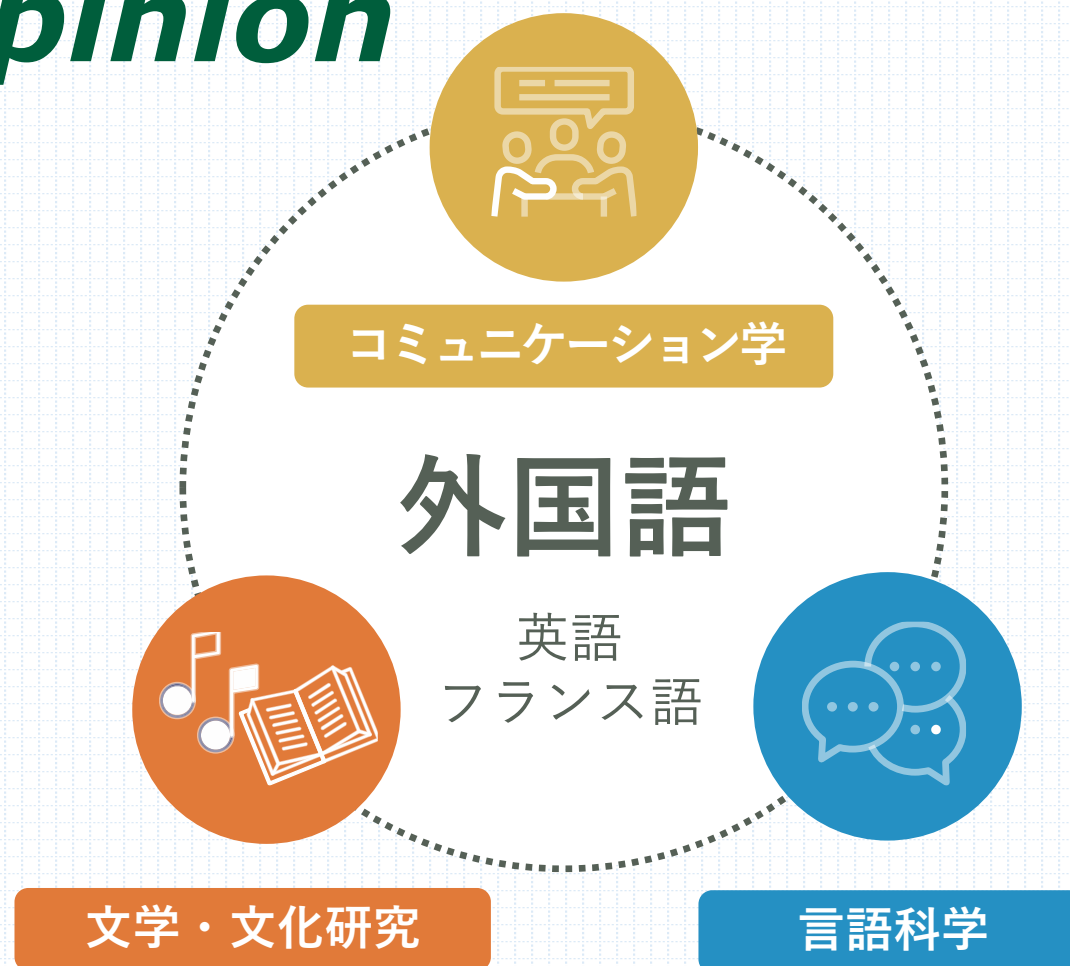 pinion
コミュニケーション学
外国語
英語
フランス語
文学・文化研究
言語科学